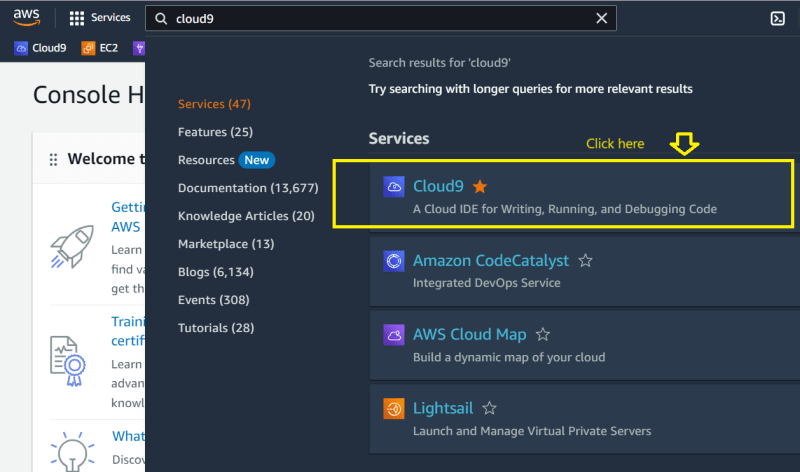 aws
Services
cloud9
Cloud9
EC2
Console H
Search results for 'cloud9'
Try searching with longer queries for more relevant results
Services (47)
Features (25)
Resources New
Documentation (13,677)
Knowledge Articles (20)
Marketplace (13)
Blogs (6,134)
Events (308)
Tutorials (28)
Services
Click here
Cloud9
A Cloud IDE for Writing, Running, and Debugging Code
Amazon CodeCatalyst
Integrated DevOps Service
AWS Cloud Map
Build a dynamic map of your cloud
Lightsail
Launch and Manage Virtual Private Servers
Welcome t
Getti
AWS
Learn
find va
get th
Traini
certif
Learn
advan
knowl
What
Discov